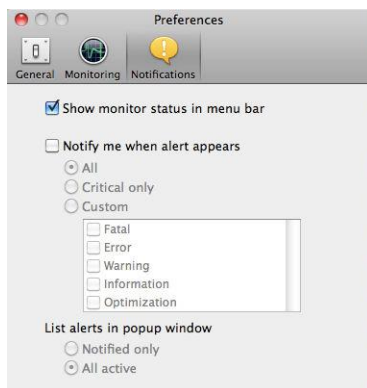 Preferences
General Monitoring Notifications
Show monitor status in menu bar
Notify me when alert appears
All
Critical only
Custom
Fatal
Error
Warning
Information
Optimization
List alerts in popup window
Notified only
All active